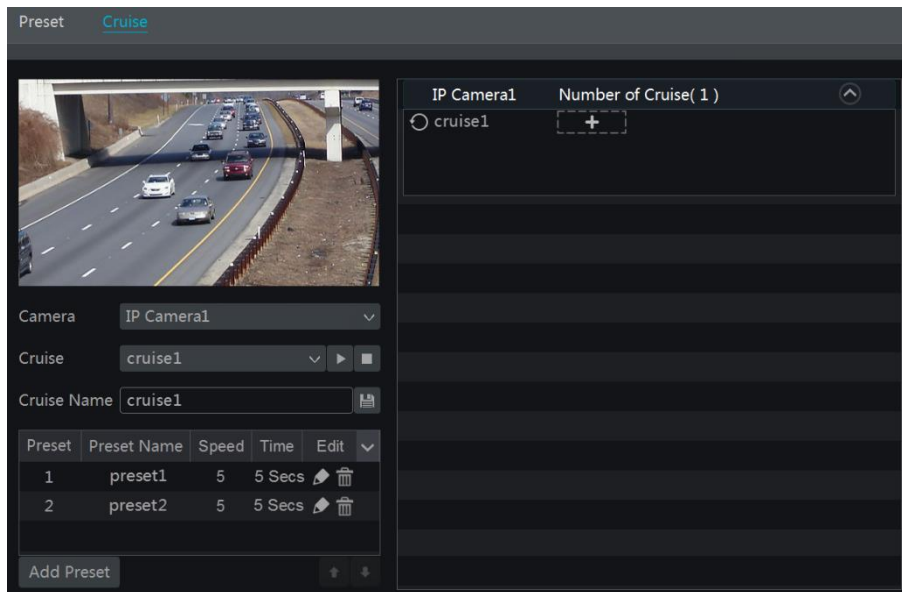 Preset Cruise
IP Camera1 Number of Cruise( 1 )
cruise1
Camera IP Camera1
Cruise cruise1
Cruise Name cruise1
Preset Preset Name Speed Time Edit
1 preset1 5 5 Secs
2 preset2 5 5 Secs
Add Preset